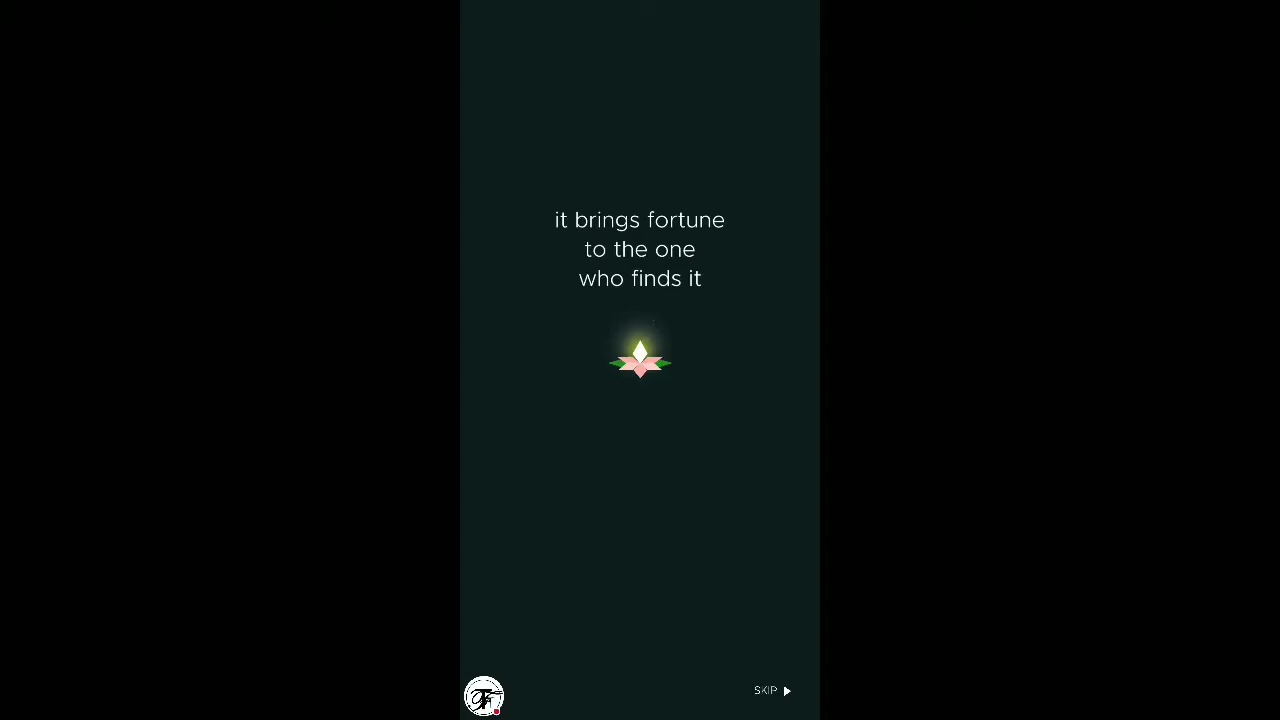 it brings fortune
to the one
who finds it
SKIP